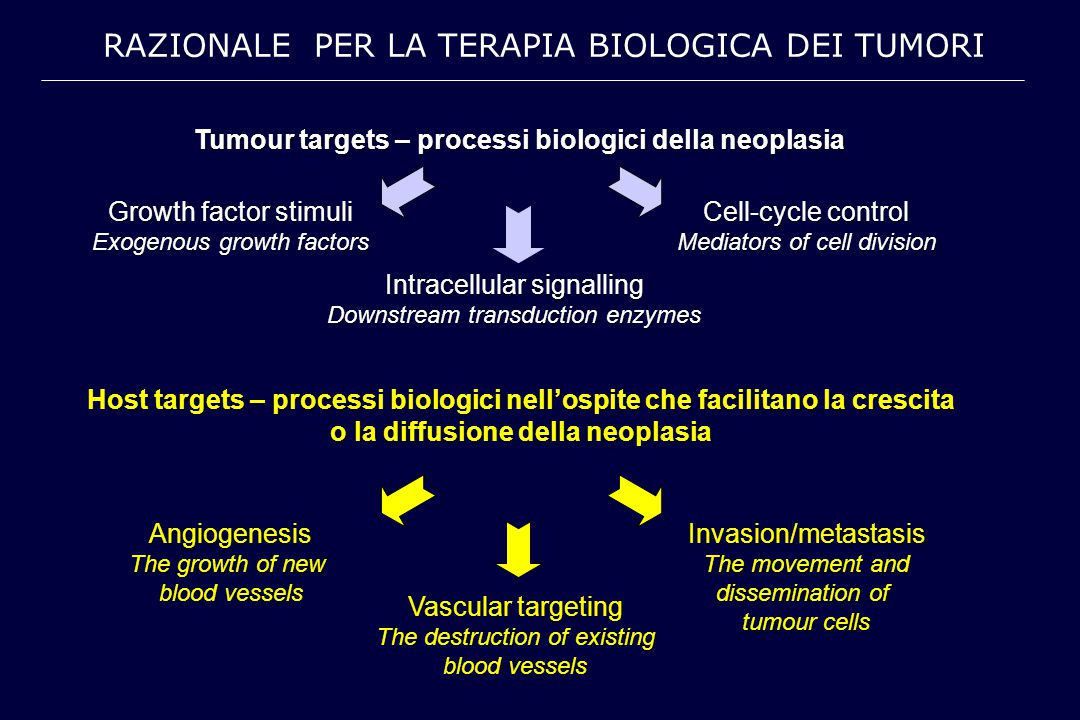 RAZIONALE PER LA TERAPIA BIOLOGICA DEI TUMORI
Tumour targets – processi biologici della neoplasia
Growth factor stimuli
Exogenous growth factors
Cell-cycle control
Mediators of cell division
Intracellular signalling
Downstream transduction enzymes
Host targets – processi biologici nell’ospite che facilitano la crescita
o la diffusione della neoplasia
Angiogenesis
The growth of new
blood vessels
Invasion/metastasis
The movement and
dissemination of
tumour cells
Vascular targeting
The destruction of existing
blood vessels